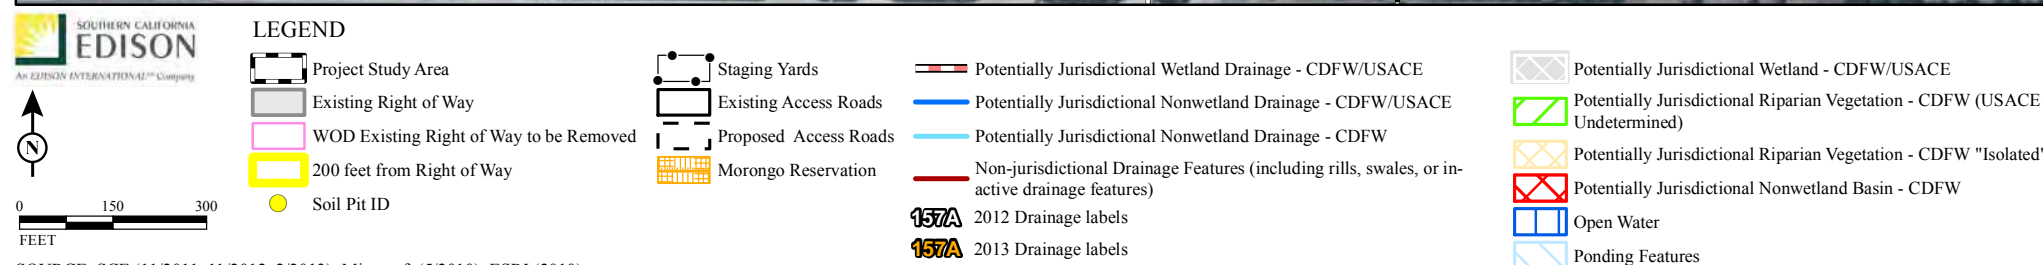 SOUTHERN CALIFORNIA
EDISON
An EDISON INTERNATIONAL℠ Company
N
0 150 300
FEET
LEGEND
Project Study Area
Existing Right of Way
WOD Existing Right of Way to be Removed
200 feet from Right of Way
Soil Pit ID
Staging Yards
Existing Access Roads
Proposed Access Roads
Morongo Reservation
Potentially Jurisdictional Wetland Drainage - CDFW/USACE
Potentially Jurisdictional Nonwetland Drainage - CDFW/USACE
Potentially Jurisdictional Nonwetland Drainage - CDFW
Non-jurisdictional Drainage Features (including rills, swales, or in-
active drainage features)
157A 2012 Drainage labels
157A 2013 Drainage labels
Potentially Jurisdictional Wetland - CDFW/USACE
Potentially Jurisdictional Riparian Vegetation - CDFW (USACE
Undetermined)
Potentially Jurisdictional Riparian Vegetation - CDFW "Isolated"
Potentially Jurisdictional Nonwetland Basin - CDFW
Open Water
Ponding Features